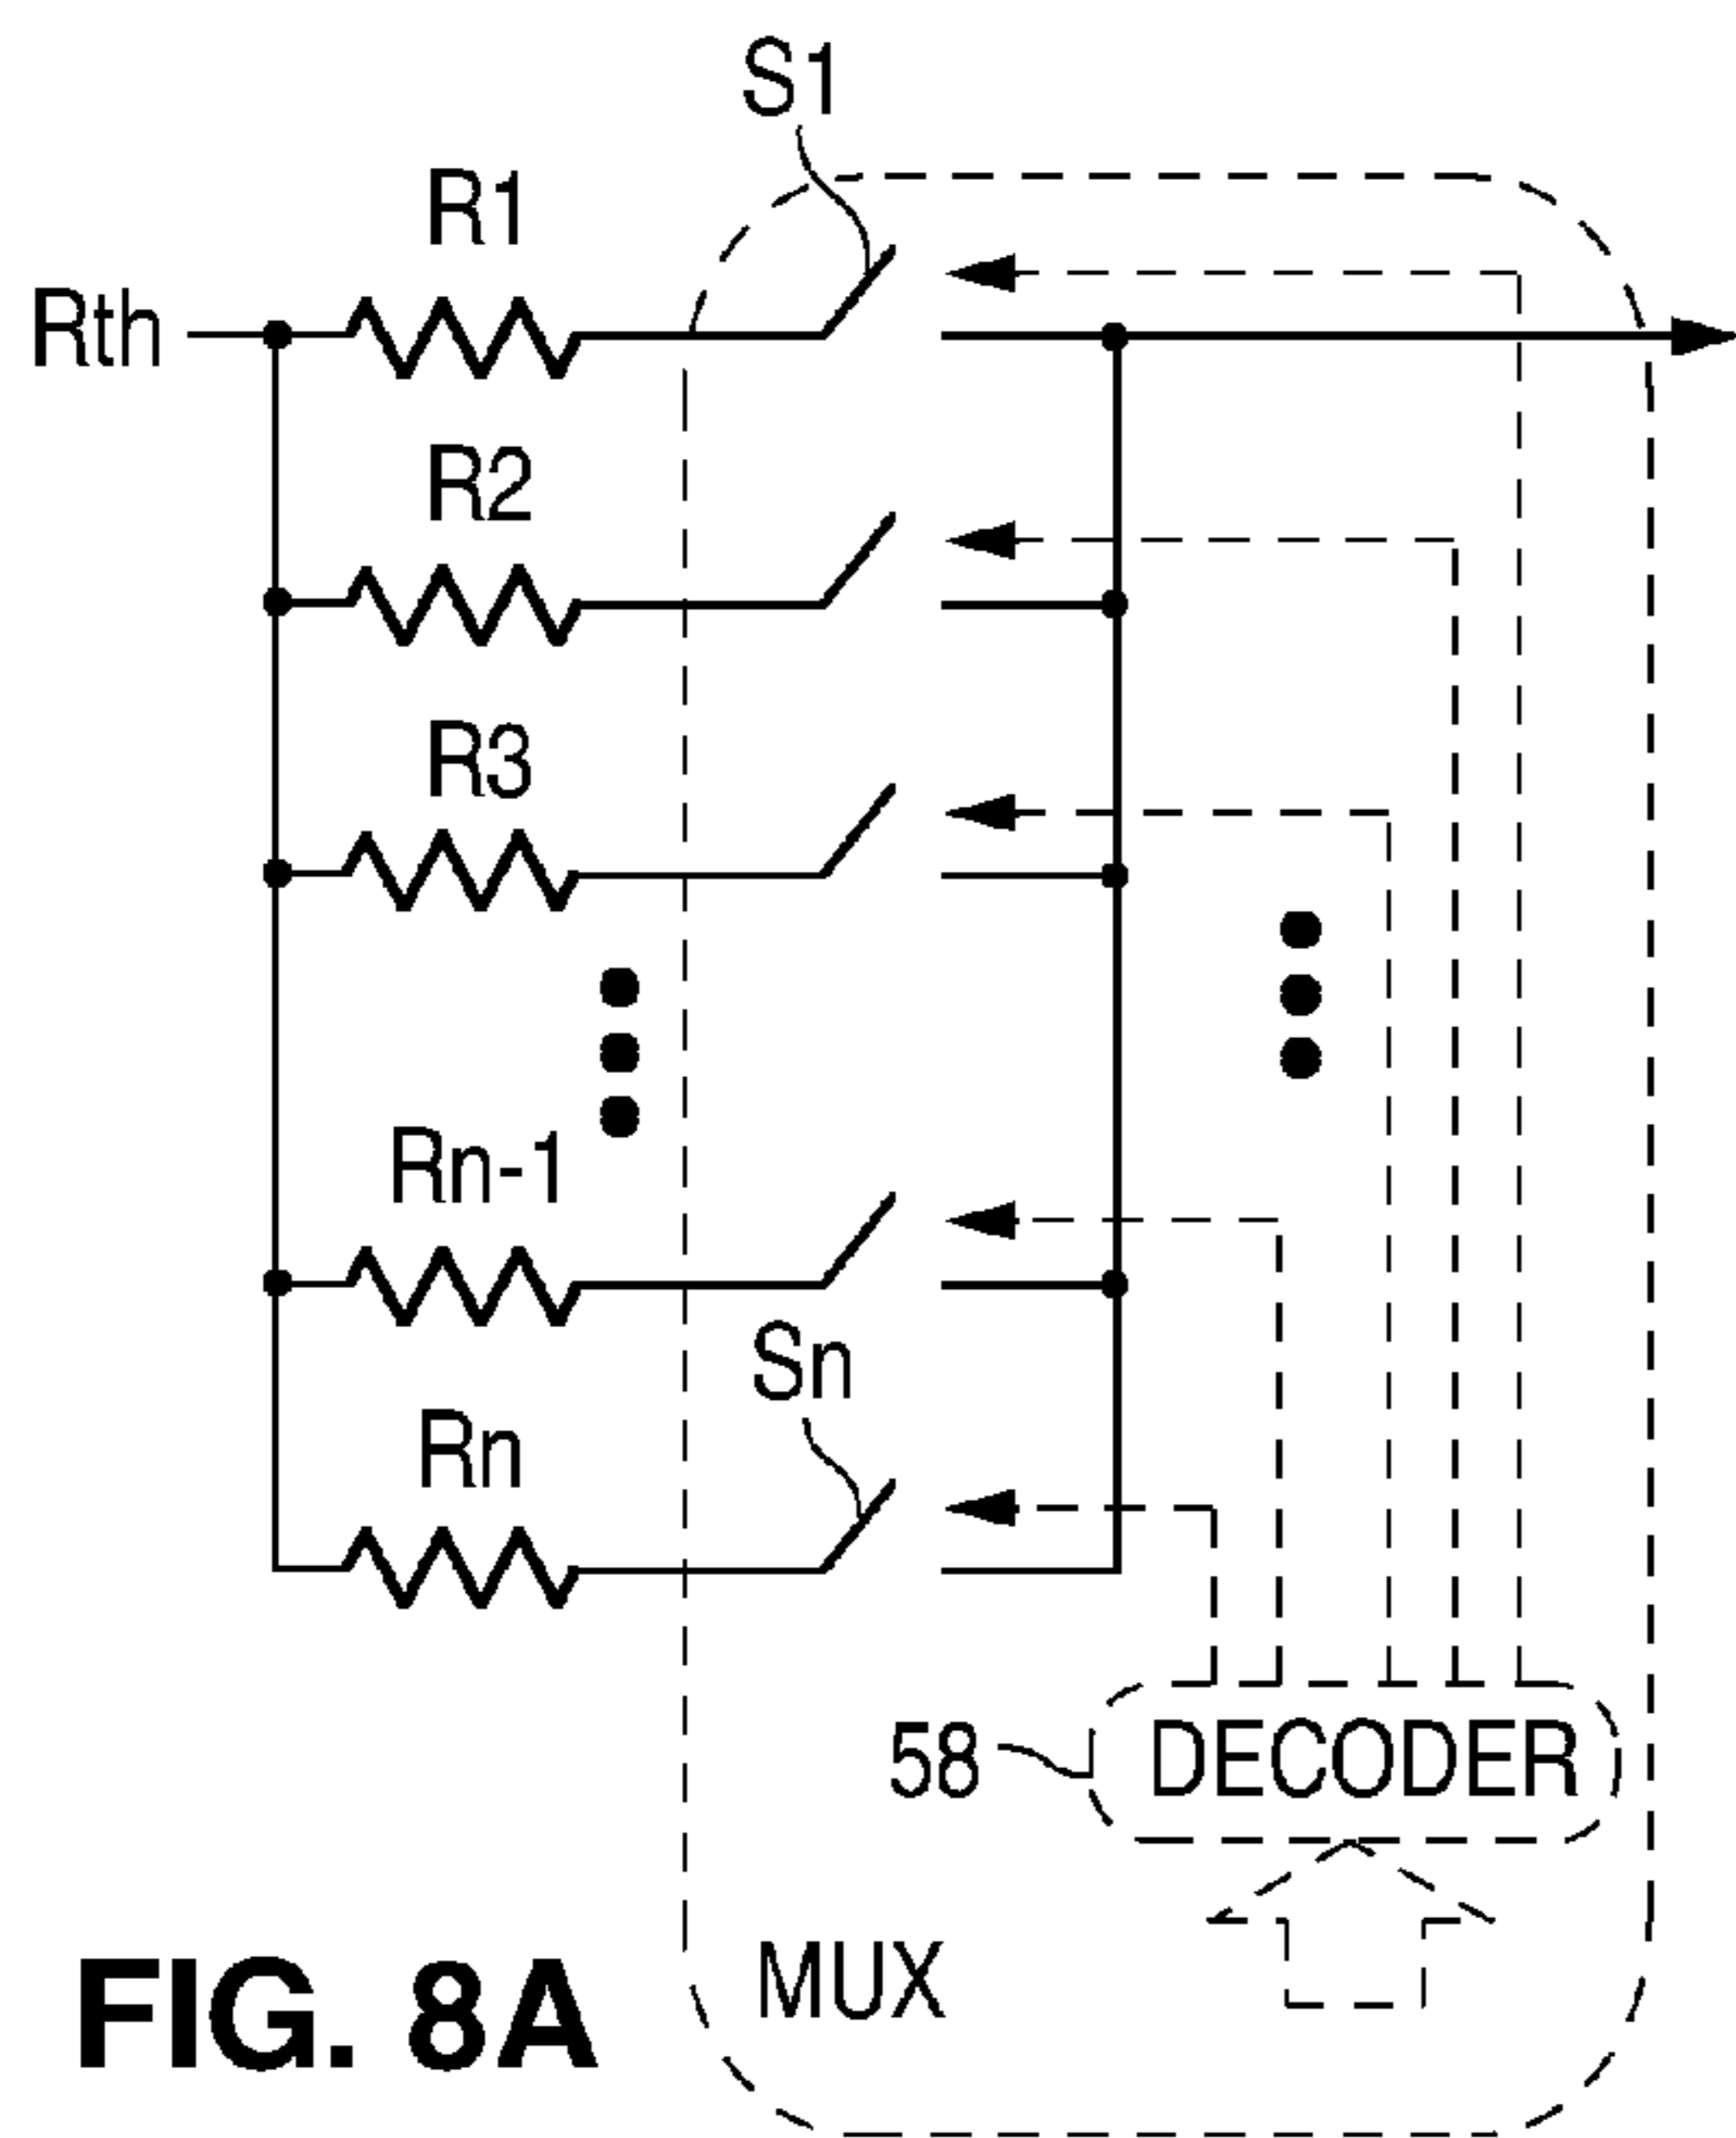 S1
R1
Rth
R2
R3
Rn-1
Sn
Rn
58
DECODER
MUX
FIG. 8A